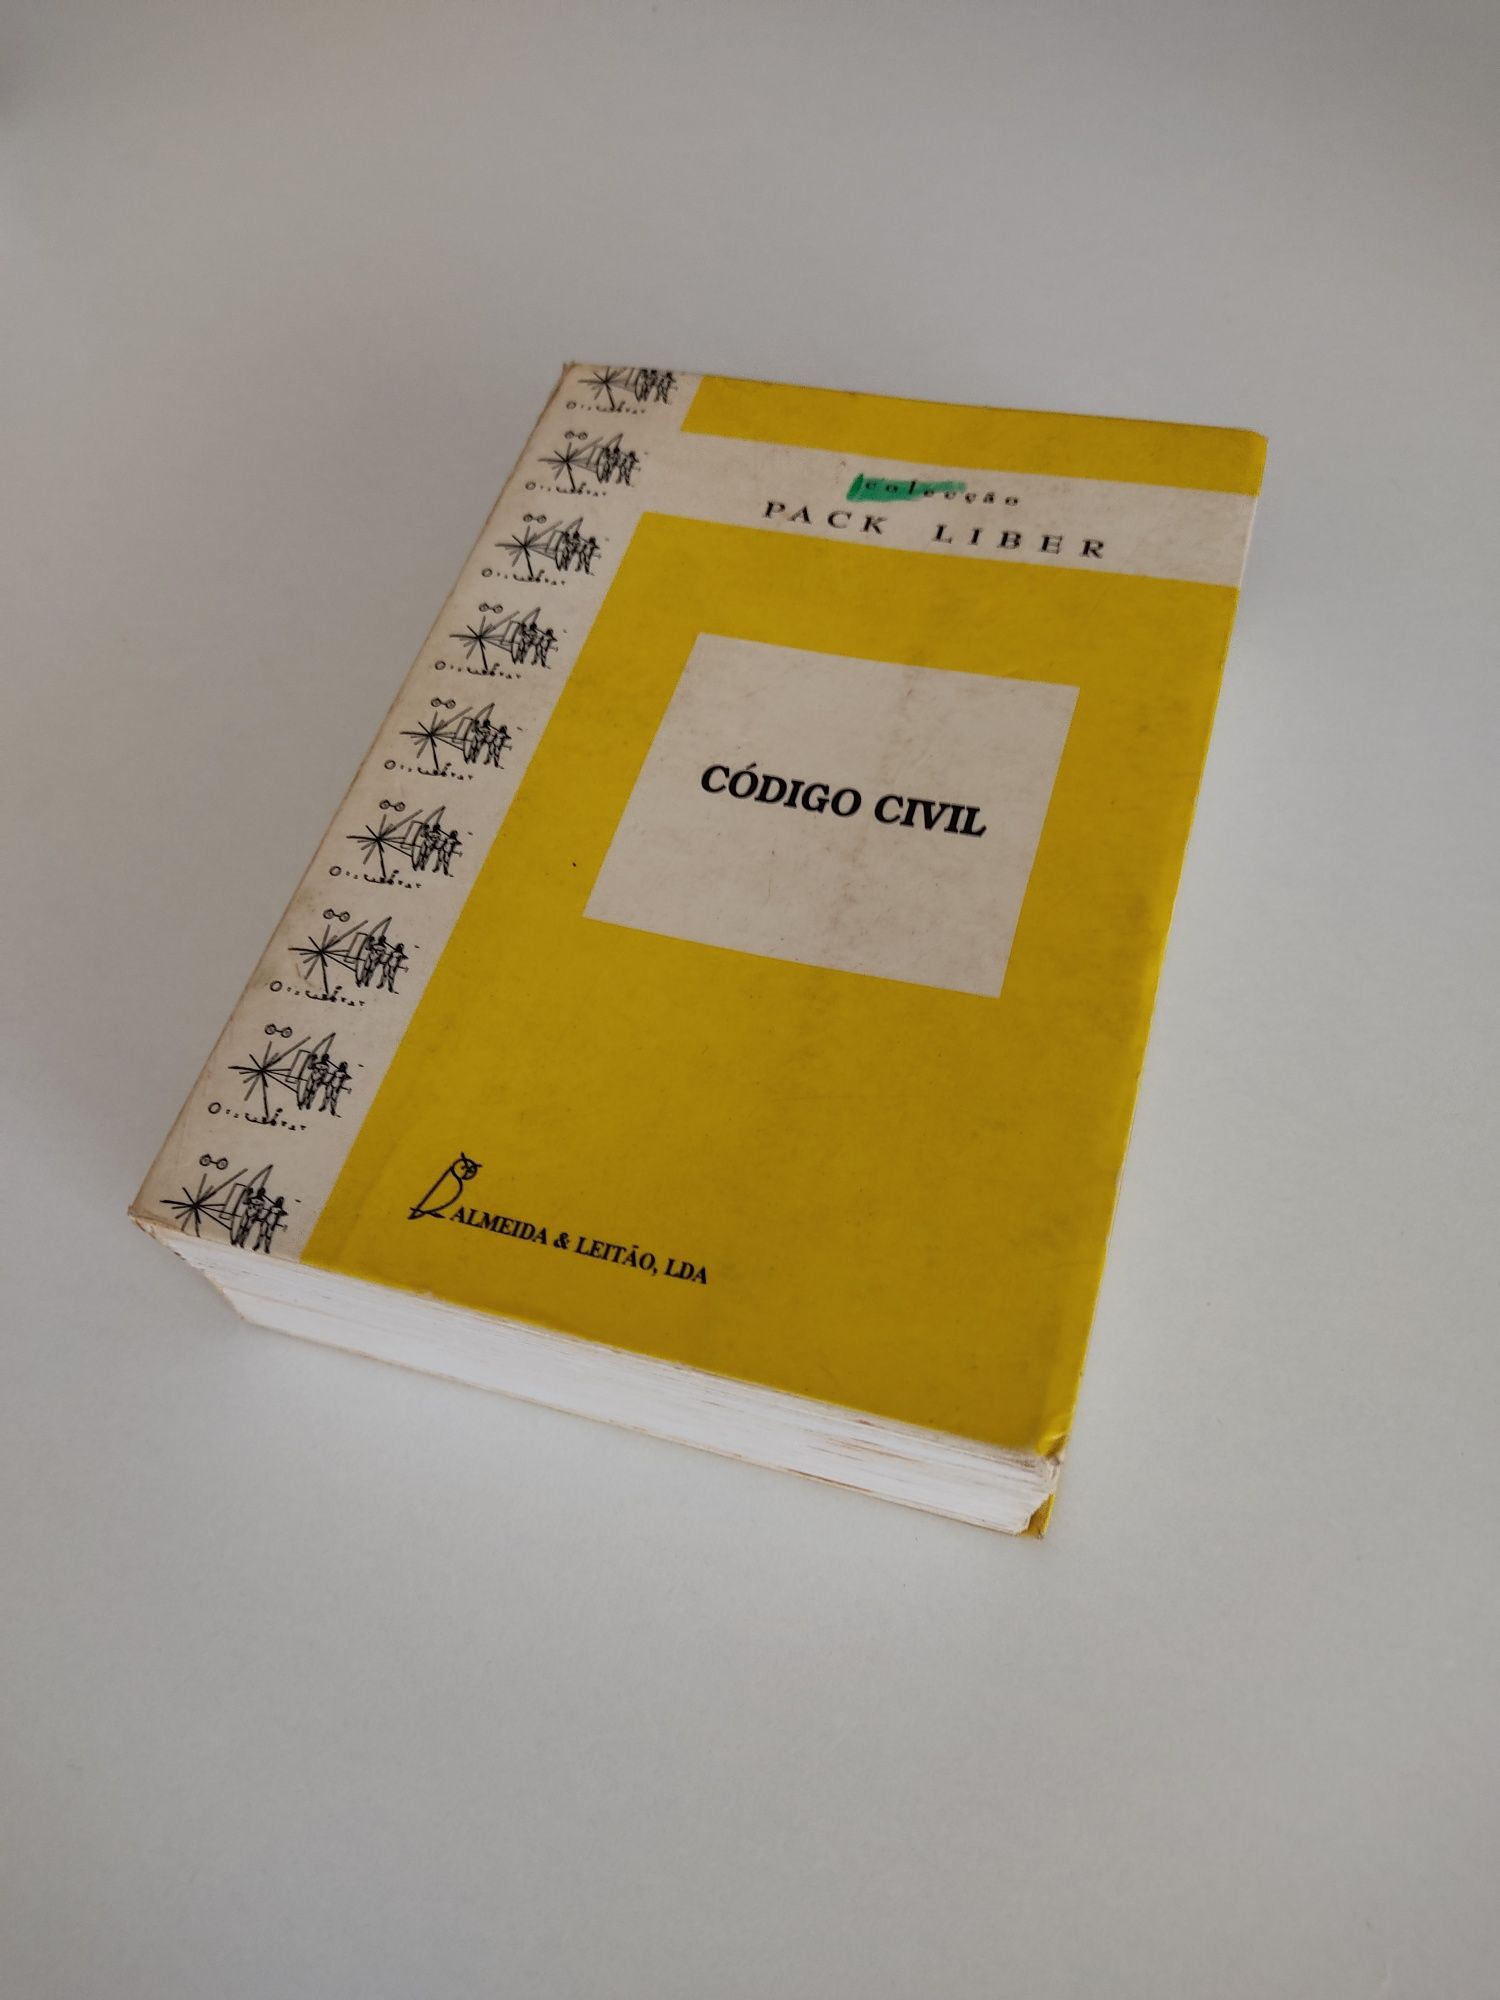 colecção
PACK LIBER
CÓDIGO CIVIL
ALMEIDA & LEITÃO, LDA